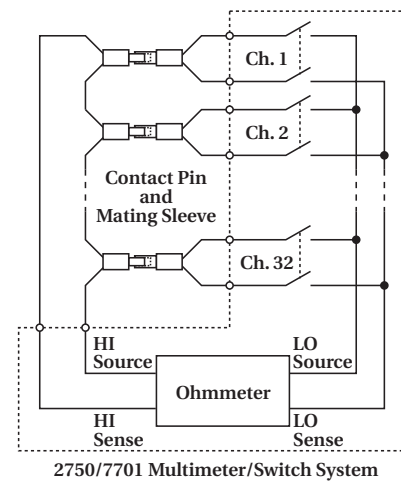 Ch. 1
Ch. 2
Contact Pin
and
Mating Sleeve
Ch. 32
HI
Source
LO
Source
Ohmmeter
HI
Sense
LO
Sense
2750/7701 Multimeter/Switch System